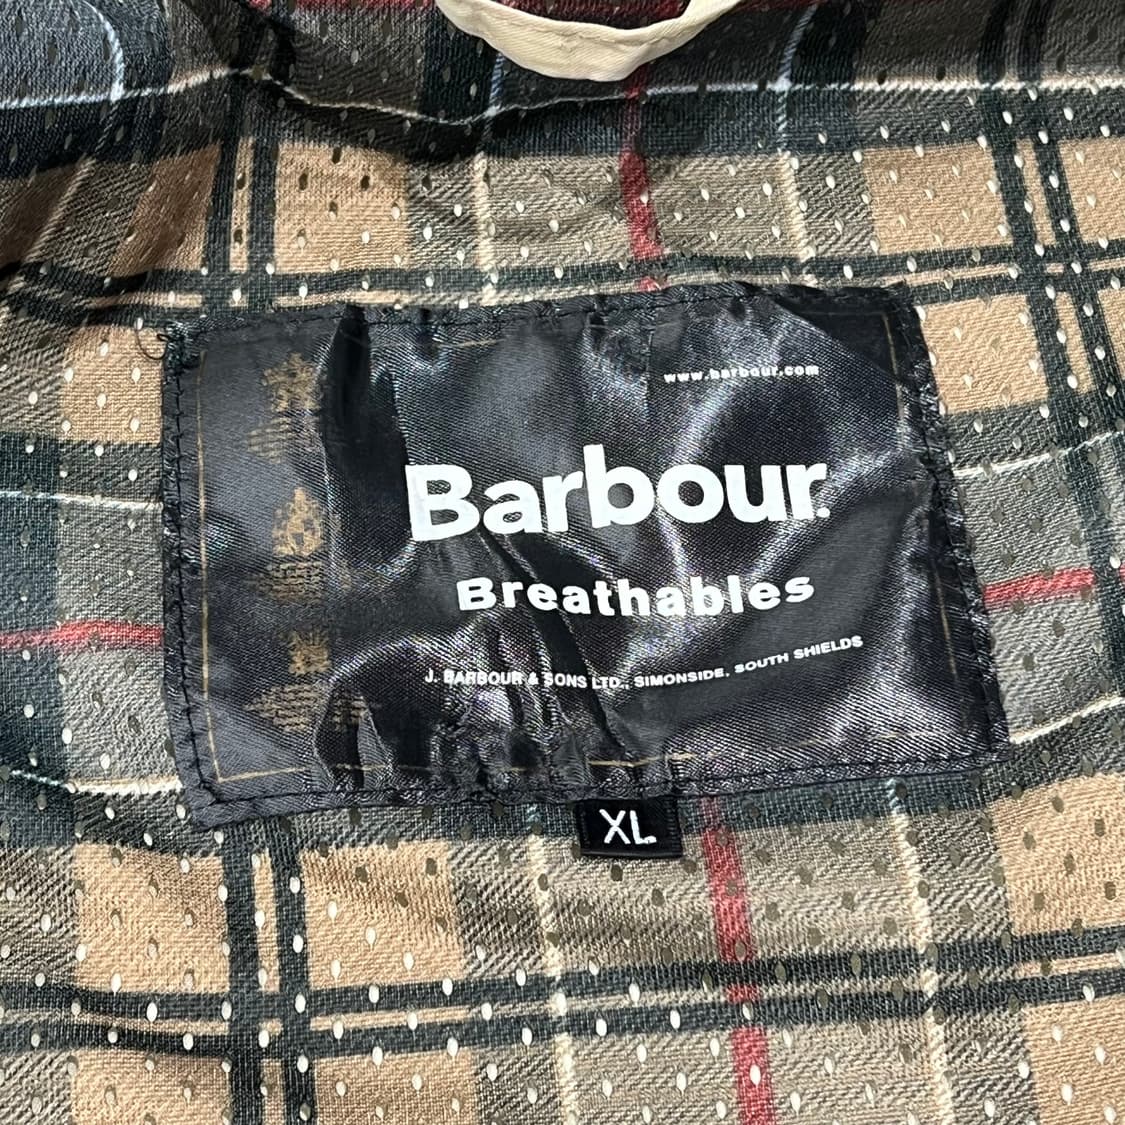 www.barbour.com
Barbour.
Breathables
J. BARBOUR & SONS LTD., SIMONSIDE, SOUTH SHIELDS
XL